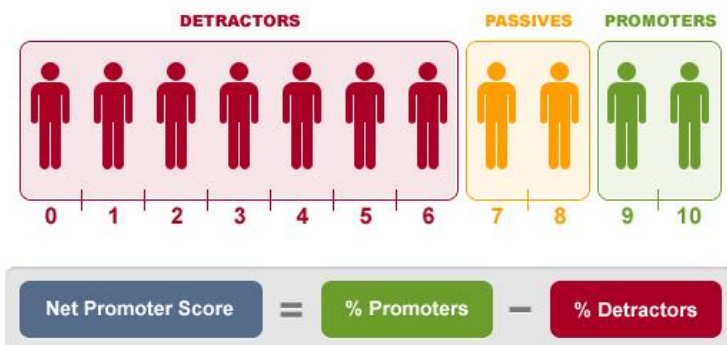 DETRACTORS PASSIVES PROMOTERS
0 1 2 3 4 5 6 7 8 9 10
Net Promoter Score = % Promoters - % Detractors